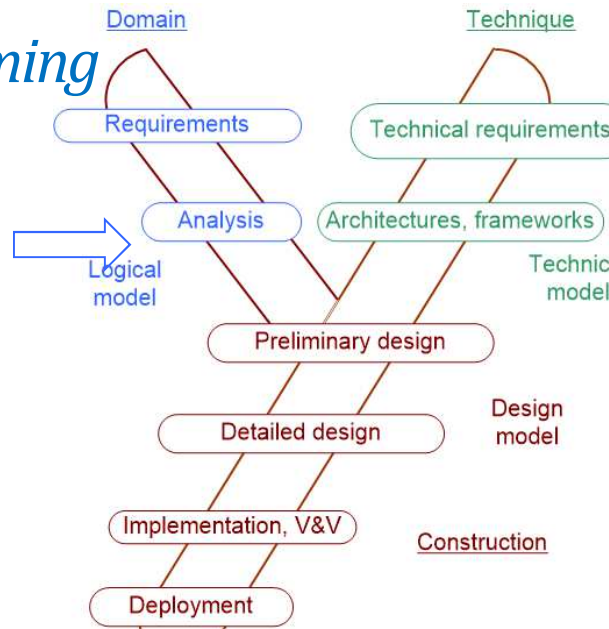 Domain
Technique
ning
Requirements
Technical requirements
Analysis
Architectures, frameworks
Logical
model
model
Preliminary design
Design
model
Detailed design
Implementation, V&V
Construction
Deployment